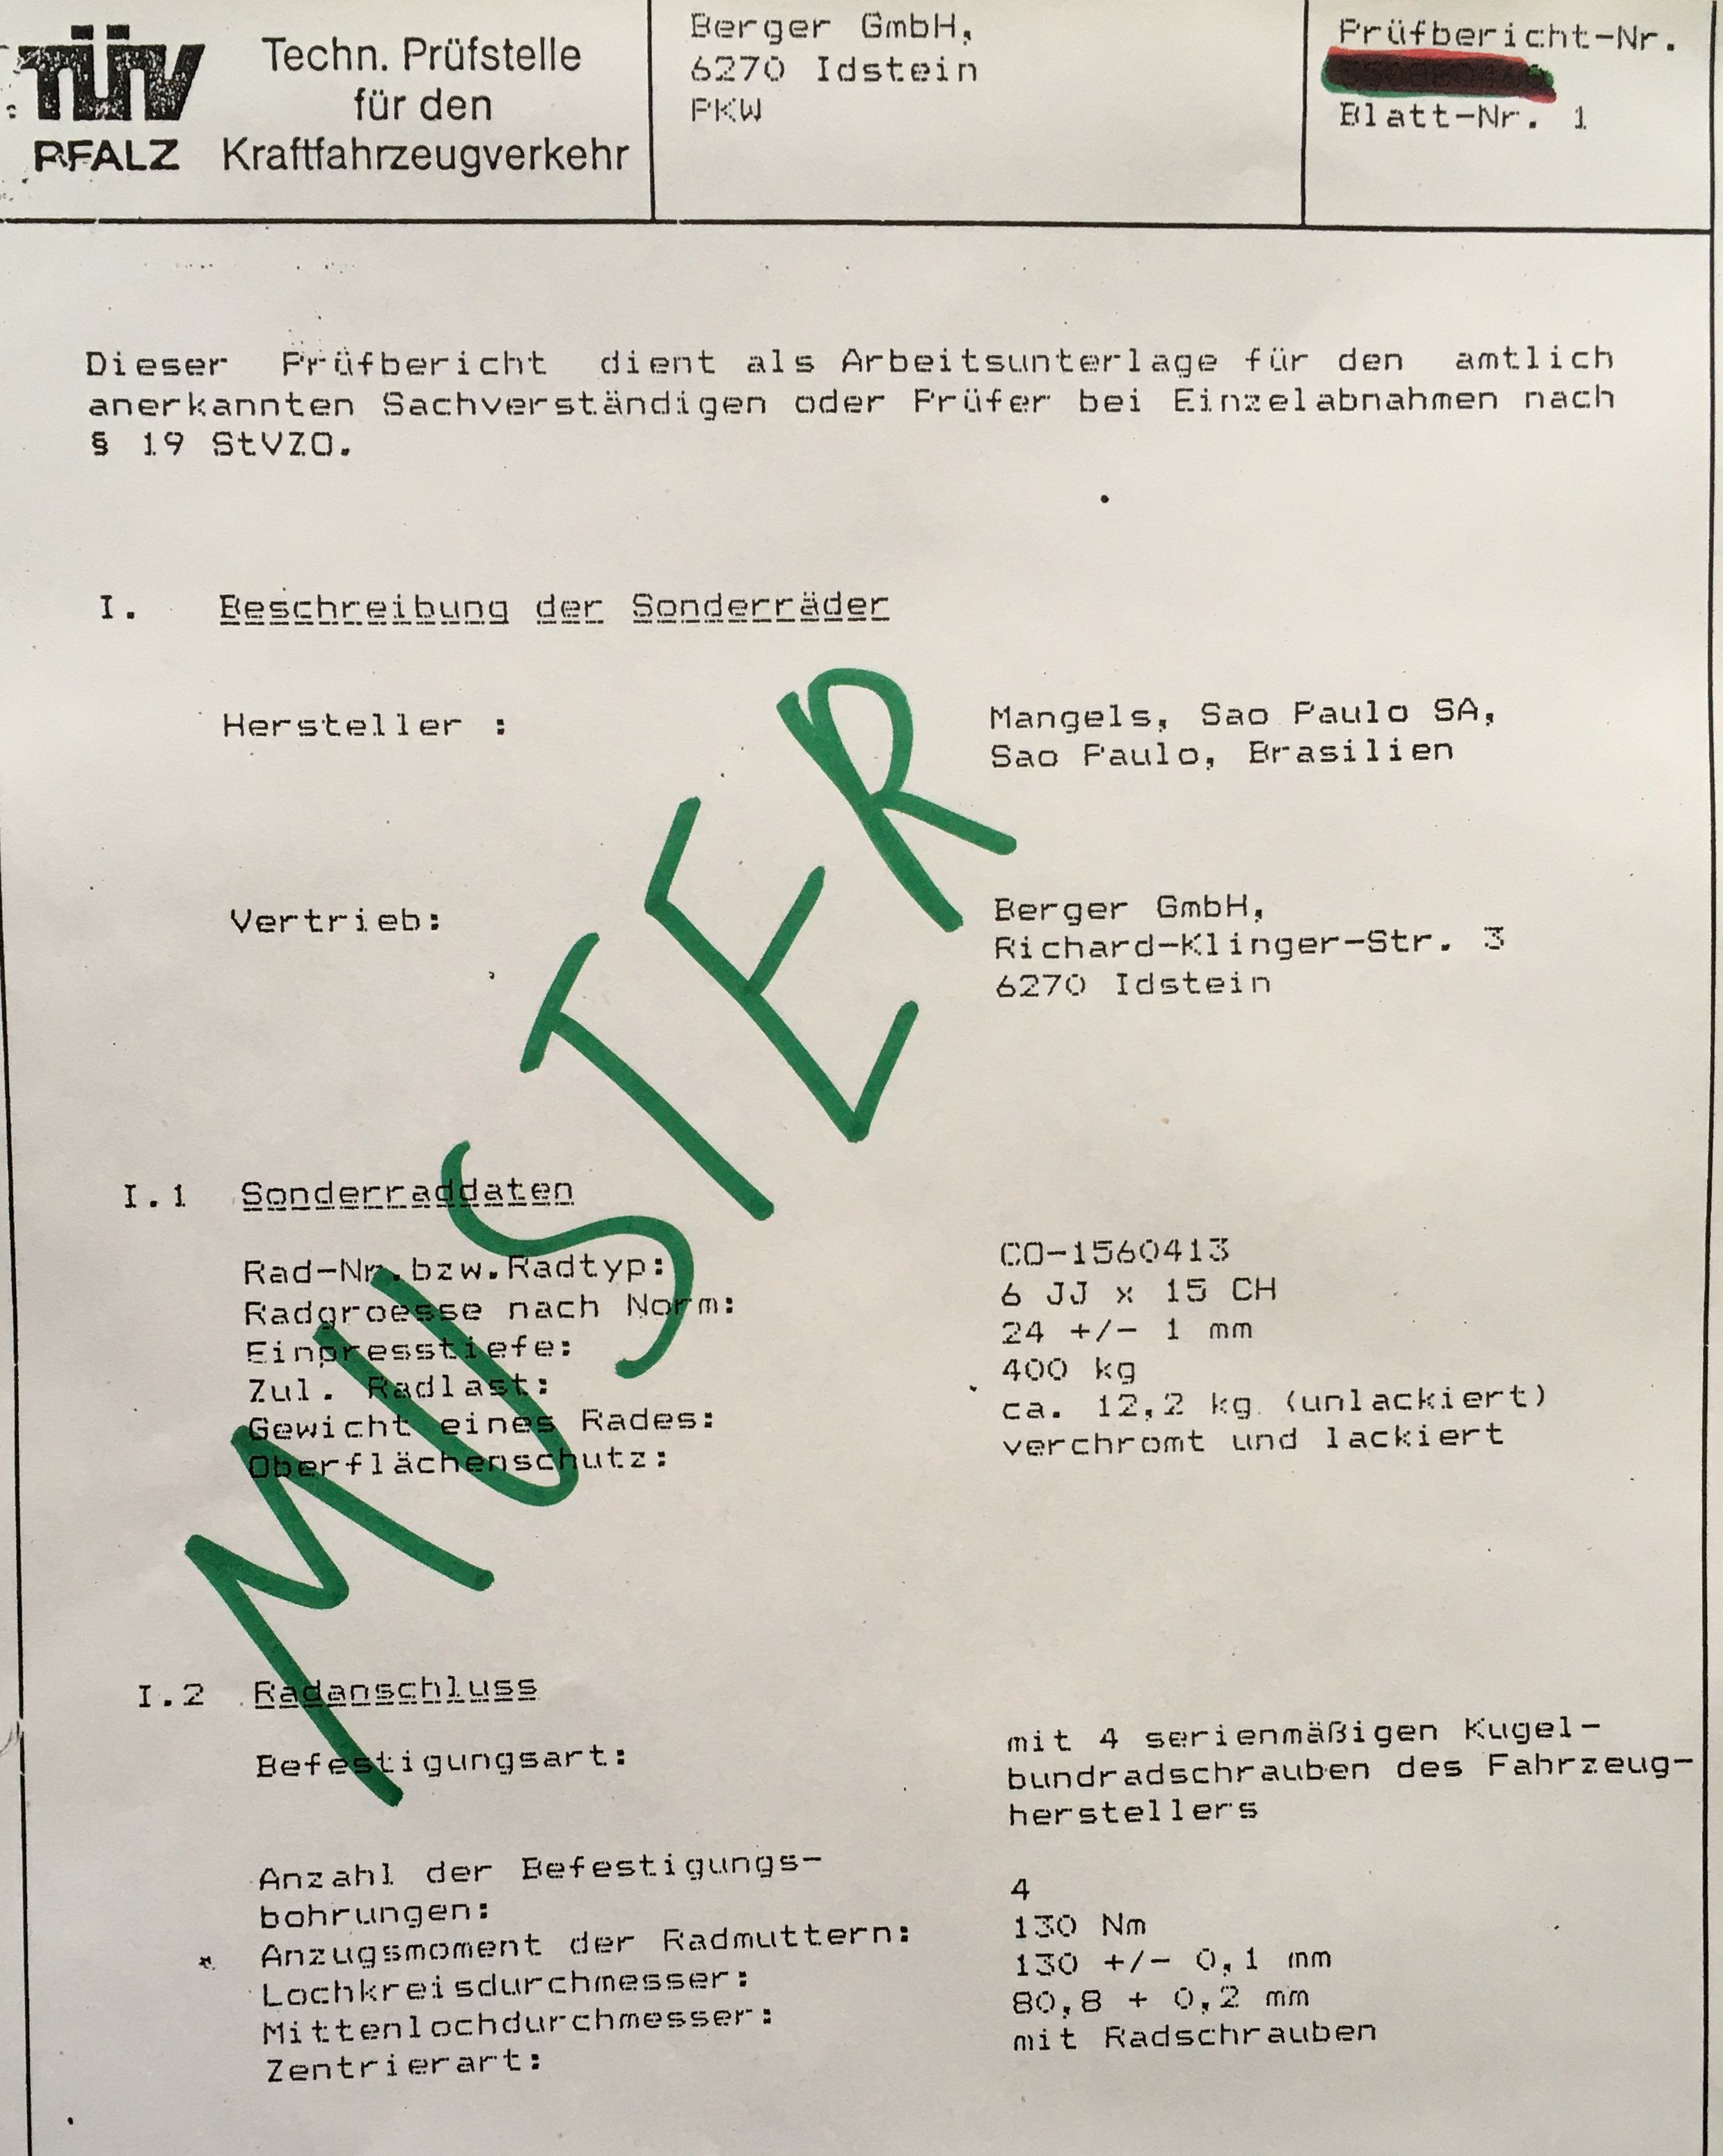 TÜV
PFALZ
Techn. Prüfstelle
für den
Kraftfahrzeugverkehr
Berger GmbH,
6270 Idstein
PKW
Prüfbericht-Nr.
Blatt-Nr. 1
Dieser Prüfbericht dient als Arbeitsunterlage für den amtlich
anerkannten Sachverständigen oder Prüfer bei Einzelabnahmen nach
§ 19 StVZO.
I. Beschreibung der Sonderräder
Hersteller : Mangels, Sao Paulo SA,
Sao Paulo, Brasilien
Vertrieb: Berger GmbH,
Richard-Klinger-Str. 3
6270 Idstein
MUSTER
I.1 Sonderraddaten
Rad-Nr.bzw.Radtyp: CO-1560413
Radgroesse nach Norm: 6 JJ x 15 CH
Einpresstiefe: 24 +/- 1 mm
Zul. Radlast: 400 kg
Gewicht eines Rades: ca. 12,2 kg (unlackiert)
Oberflächenschutz: verchromt und lackiert
I.2 Radanschluss
Befestigungsart: mit 4 serienmäßigen Kugel-
bundradschrauben des Fahrzeug-
herstellers
Anzahl der Befestigungs-
bohrungen: 4
* Anzugsmoment der Radmuttern: 130 Nm
Lochkreisdurchmesser: 130 +/- 0,1 mm
Mittenlochdurchmesser: 80,8 + 0,2 mm
Zentrierart: mit Radschrauben